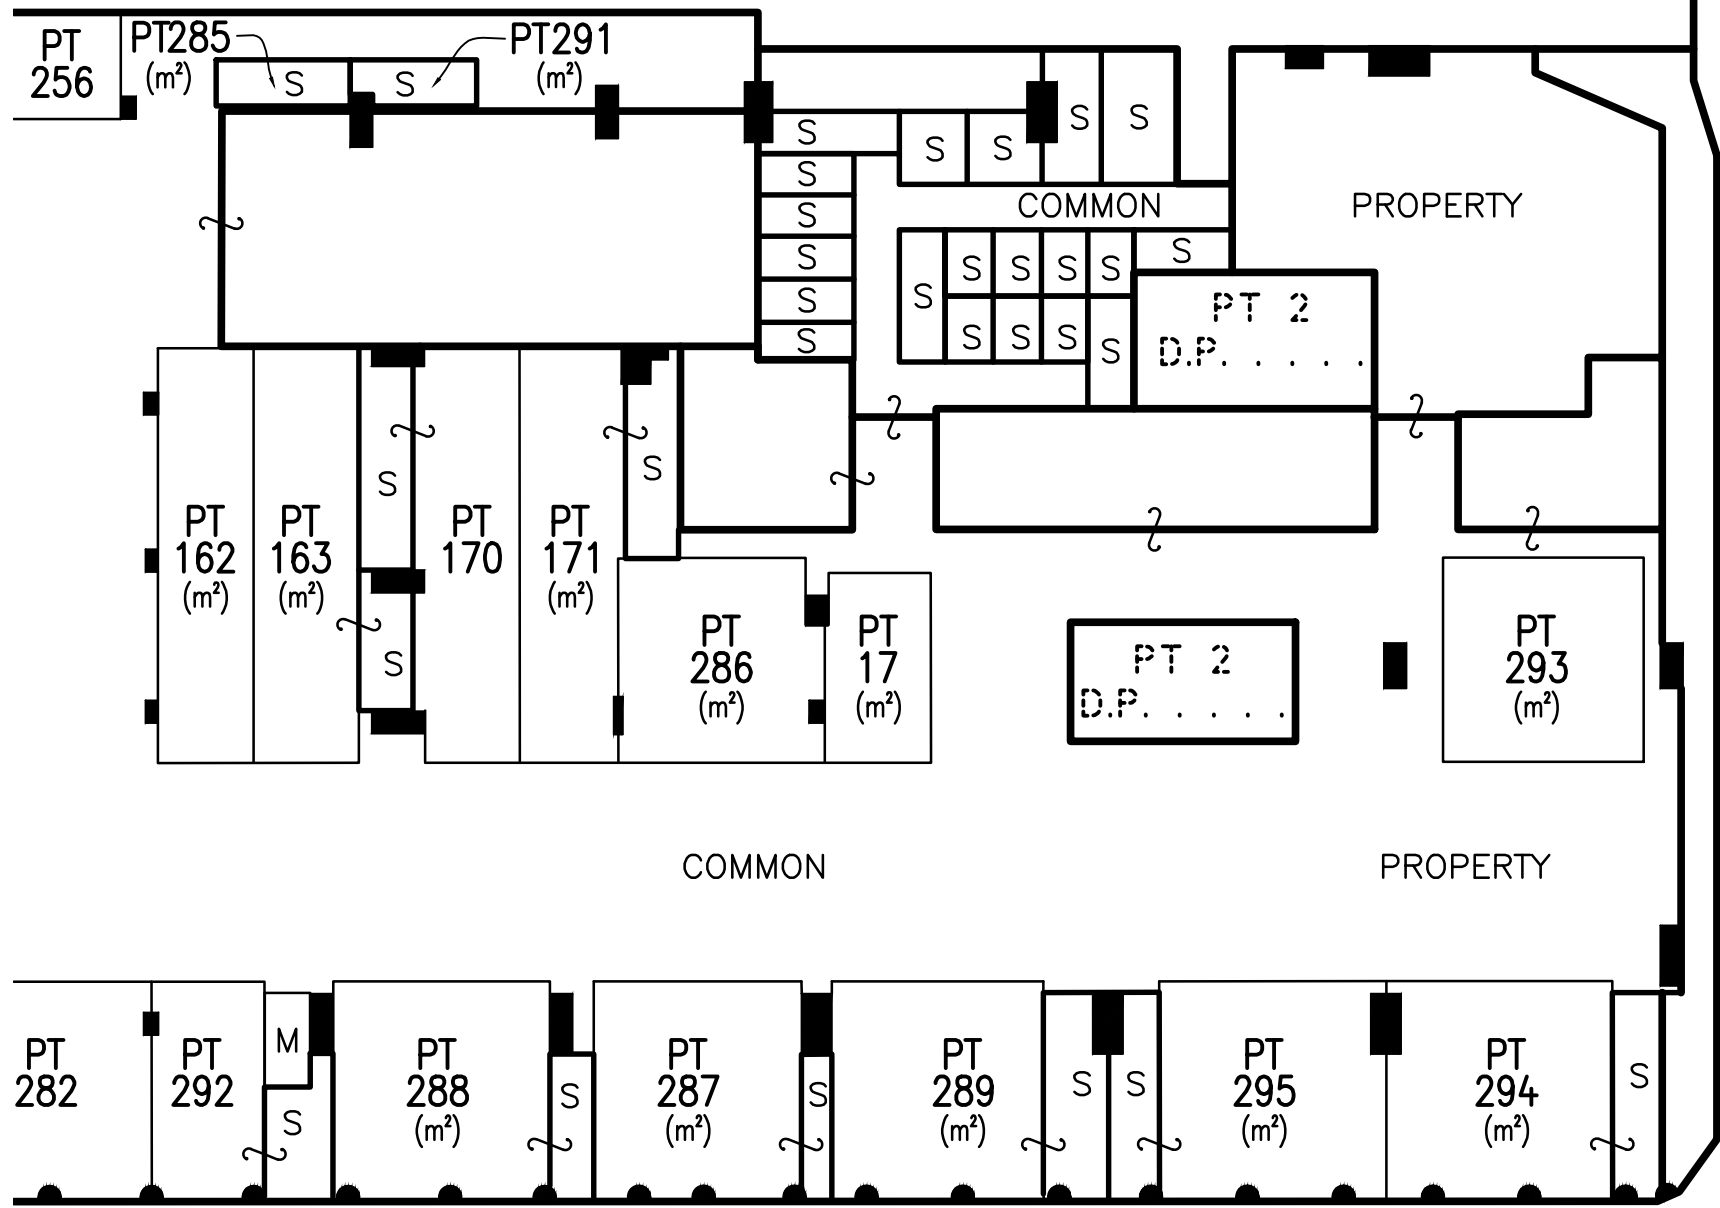 PT
256
PT285
(m²)
S
S
PT291
(m²)
S
S
S
S
S
S
S
S
S
S
COMMON
PROPERTY
S
S
S
S
S
S
S
S
S
S
PT 2
D.P. . . . .
PT
162
(m²)
PT
163
(m²)
S
S
PT
170
PT
171
(m²)
S
PT
286
(m²)
PT
17
(m²)
PT 2
D.P. . . . .
PT
293
(m²)
COMMON
PROPERTY
PT
282
PT
292
M
S
PT
288
(m²)
S
PT
287
(m²)
S
PT
289
(m²)
S
S
PT
295
(m²)
PT
294
(m²)
S